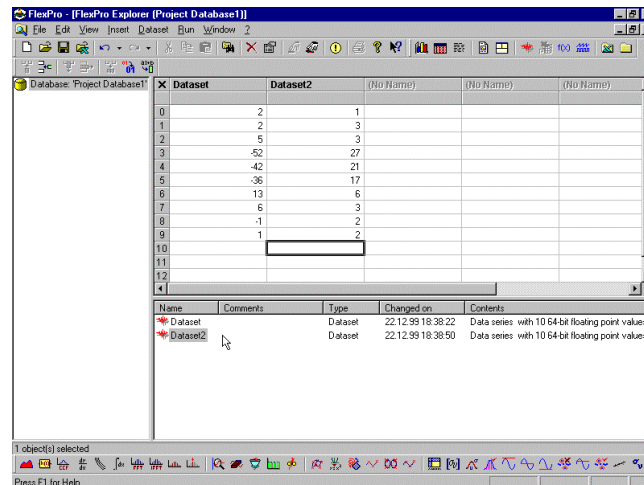 FlexPro - [FlexPro Explorer (Project Database1)]
File Edit View Insert Dataset Run Window ?
Database: 'Project Database1'
Dataset Dataset2 (No Name) (No Name) (No Name)
0 2 1
1 2 3
2 5 3
3 -52 27
4 -42 21
5 -36 17
6 13 6
7 6 3
8 -1 2
9 1 2
10
11
12
Name Comments Type Changed on Contents
Dataset Dataset 22.12.99 18:38:22 Data series with 10 64-bit floating point values
Dataset2 Dataset 22.12.99 18:38:50 Data series with 10 64-bit floating point values
1 object(s) selected
Press F1 for Help